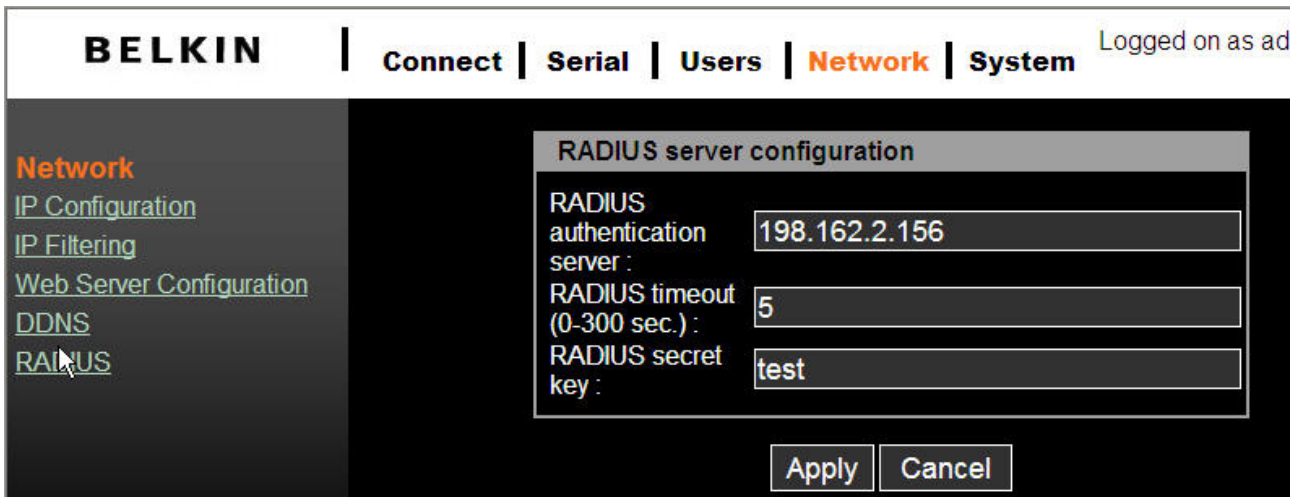 BELKIN
Connect | Serial | Users | Network | System
Logged on as ad
Network
IP Configuration
IP Filtering
Web Server Configuration
DDNS
RADIUS
RADIUS server configuration
RADIUS
authentication
server :
198.162.2.156
RADIUS timeout
(0-300 sec.) :
5
RADIUS secret
key :
test
Apply
Cancel